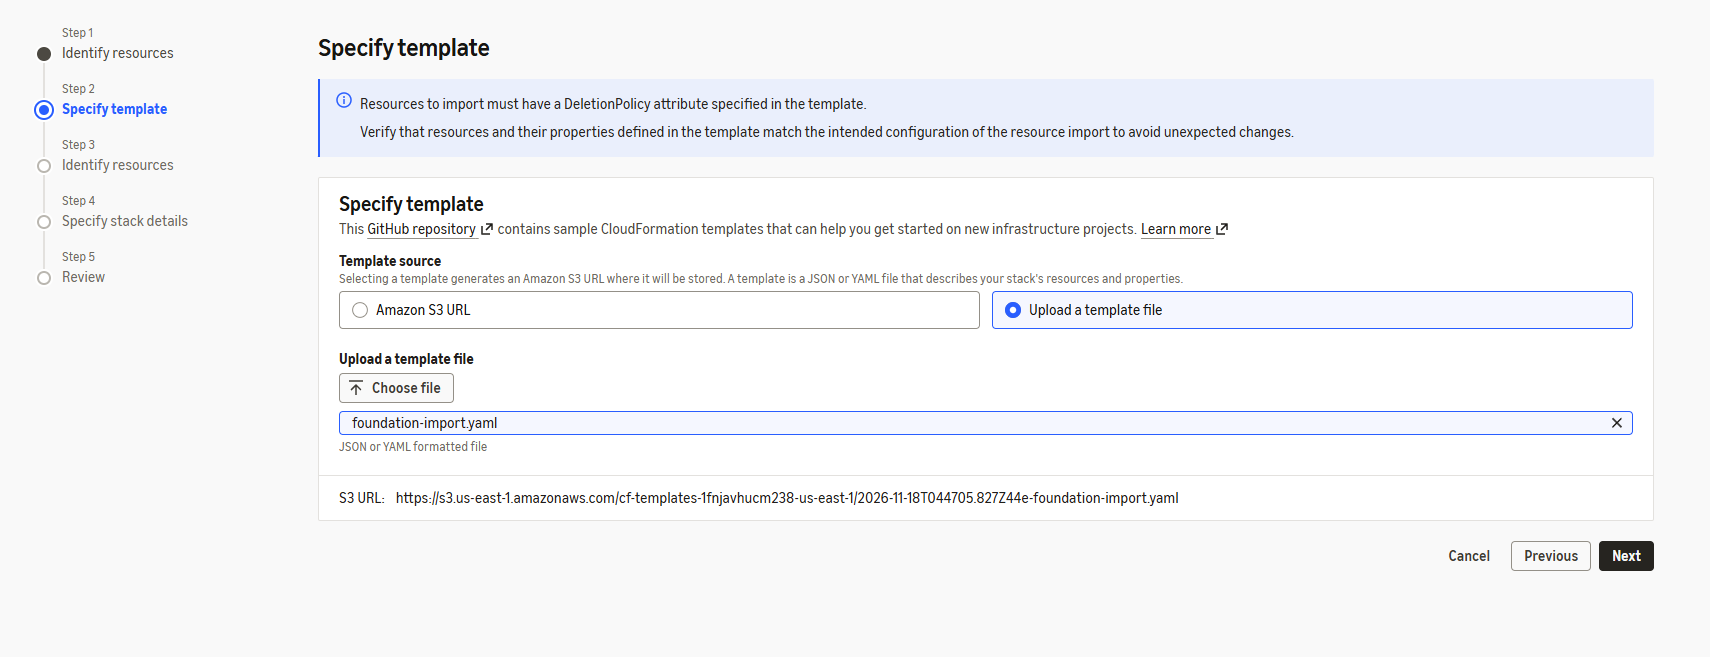 Step 1
Identify resources
Step 2
Specify template
Step 3
Identify resources
Step 4
Specify stack details
Step 5
Review
Specify template
Resources to import must have a DeletionPolicy attribute specified in the template.
Verify that resources and their properties defined in the template match the intended configuration of the resource import to avoid unexpected changes.
Specify template
This GitHub repository contains sample CloudFormation templates that can help you get started on new infrastructure projects. Learn more
Template source
Selecting a template generates an Amazon S3 URL where it will be stored. A template is a JSON or YAML file that describes your stack's resources and properties.
Amazon S3 URL
Upload a template file
Upload a template file
Choose file
foundation-import.yaml
JSON or YAML formatted file
S3 URL: https://s3.us-east-1.amazonaws.com/cf-templates-1fnjavhucm238-us-east-1/2026-11-18T044705.827Z44e-foundation-import.yaml
Cancel
Previous
Next